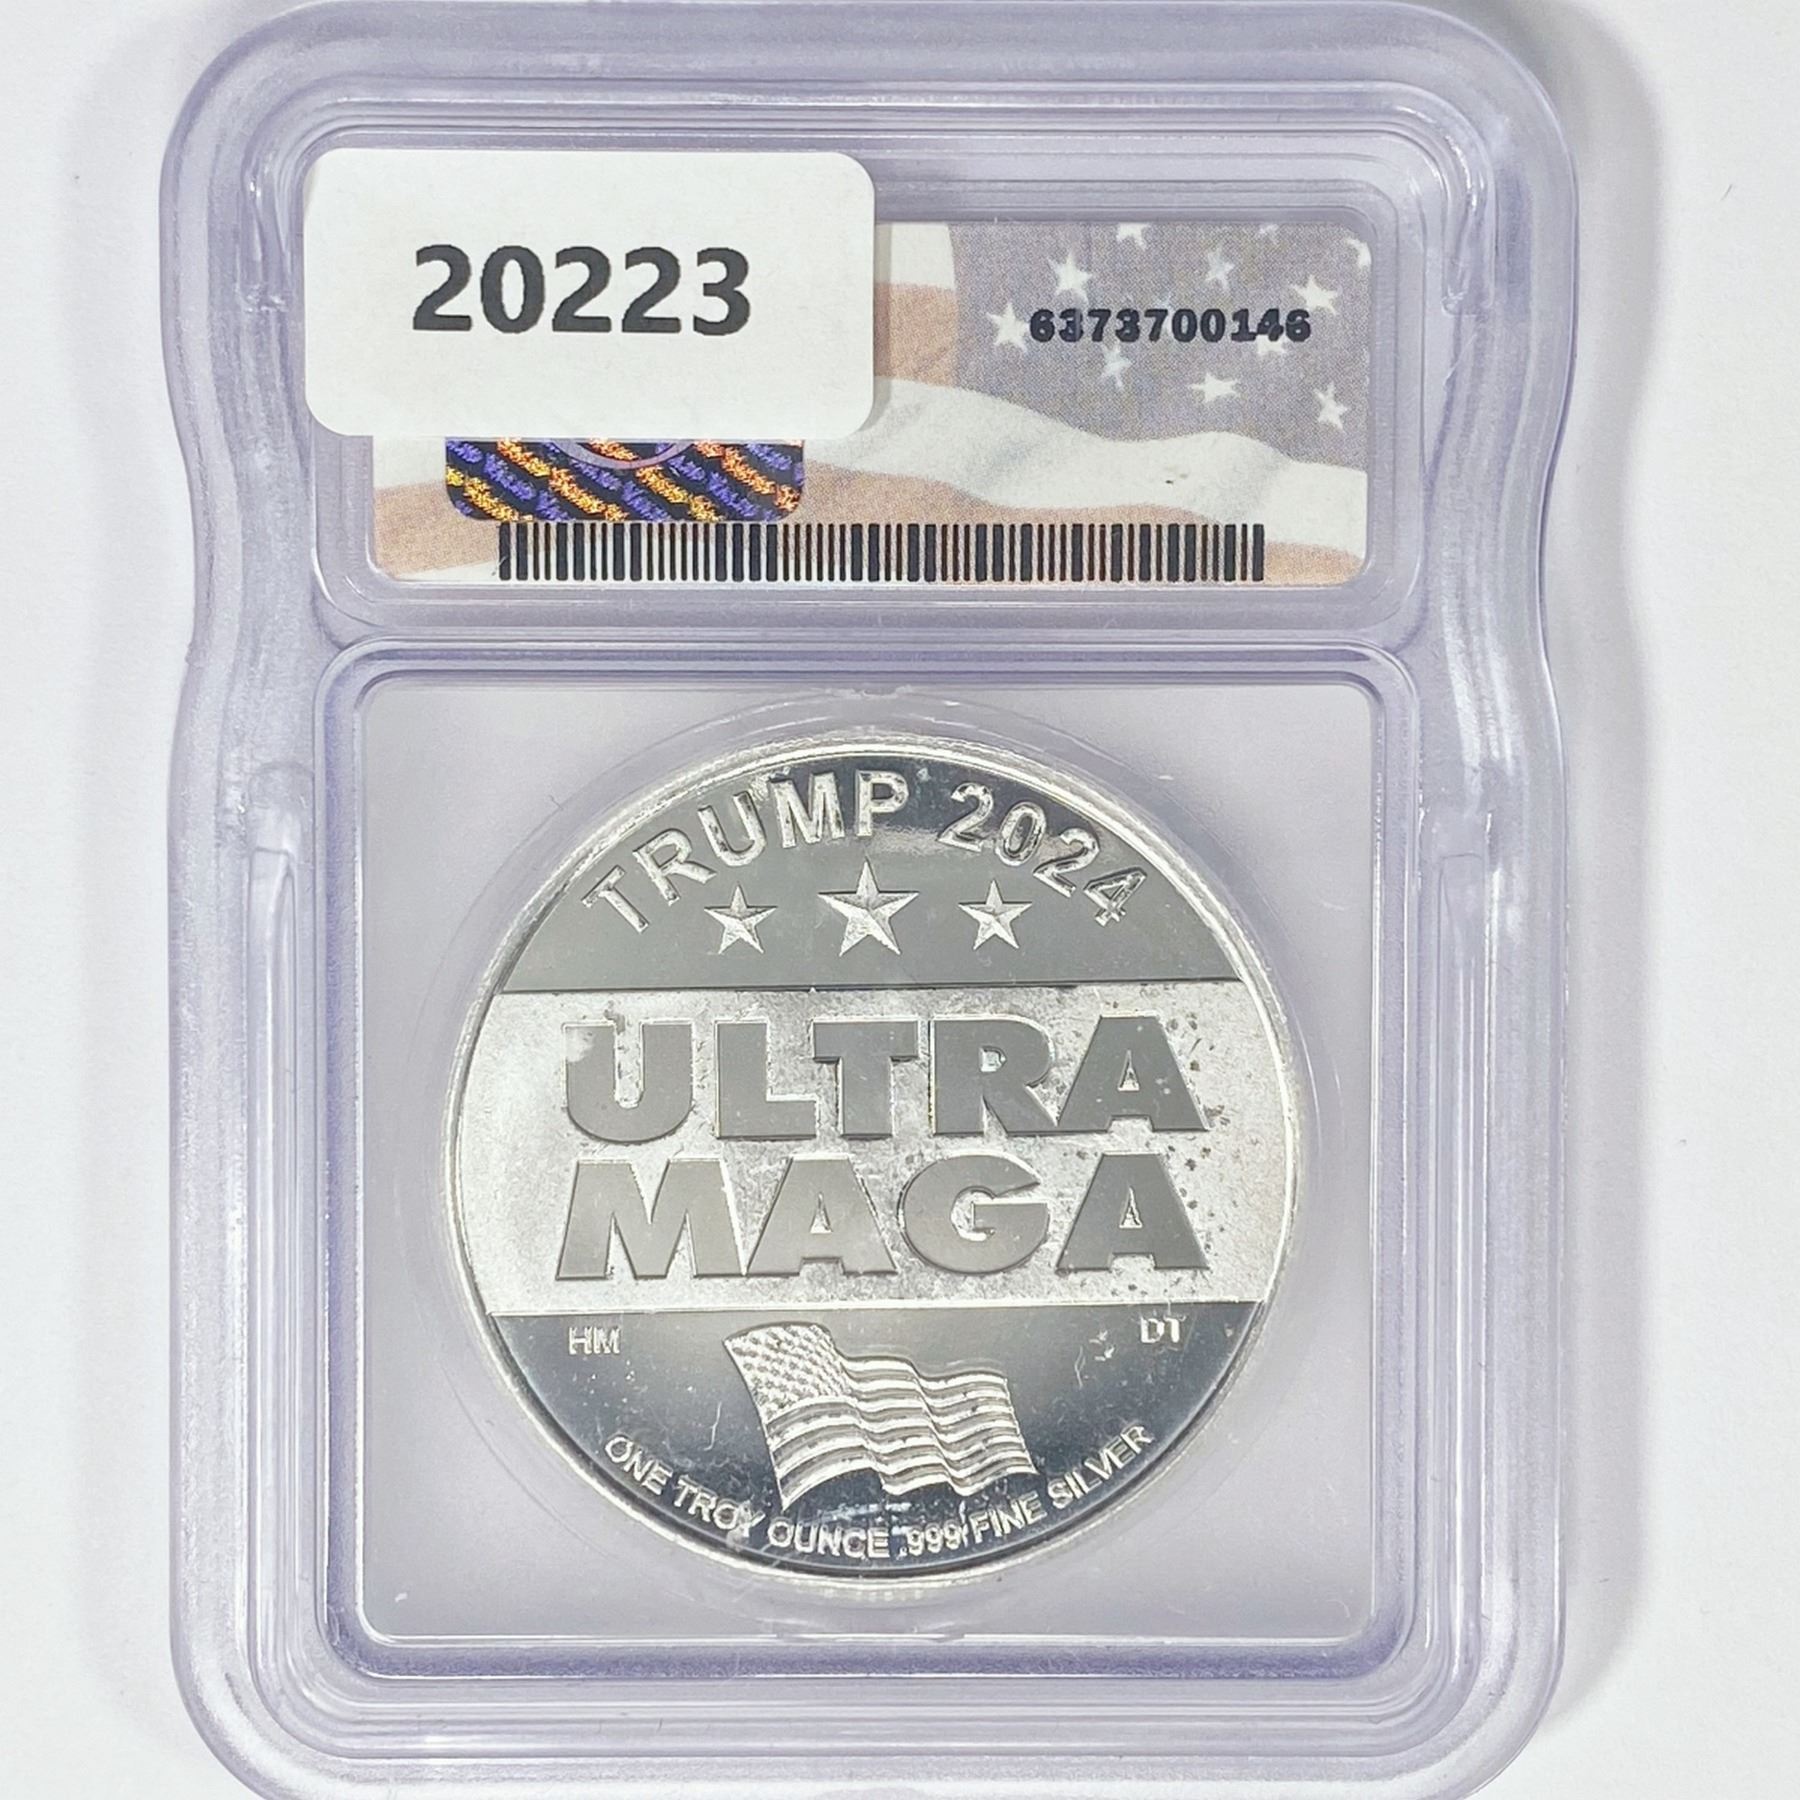 20223
6373700146
TRUMP 2024
ULTRA
MAGA
HM
DT
ONE TROY OUNCE .999 FINE SILVER